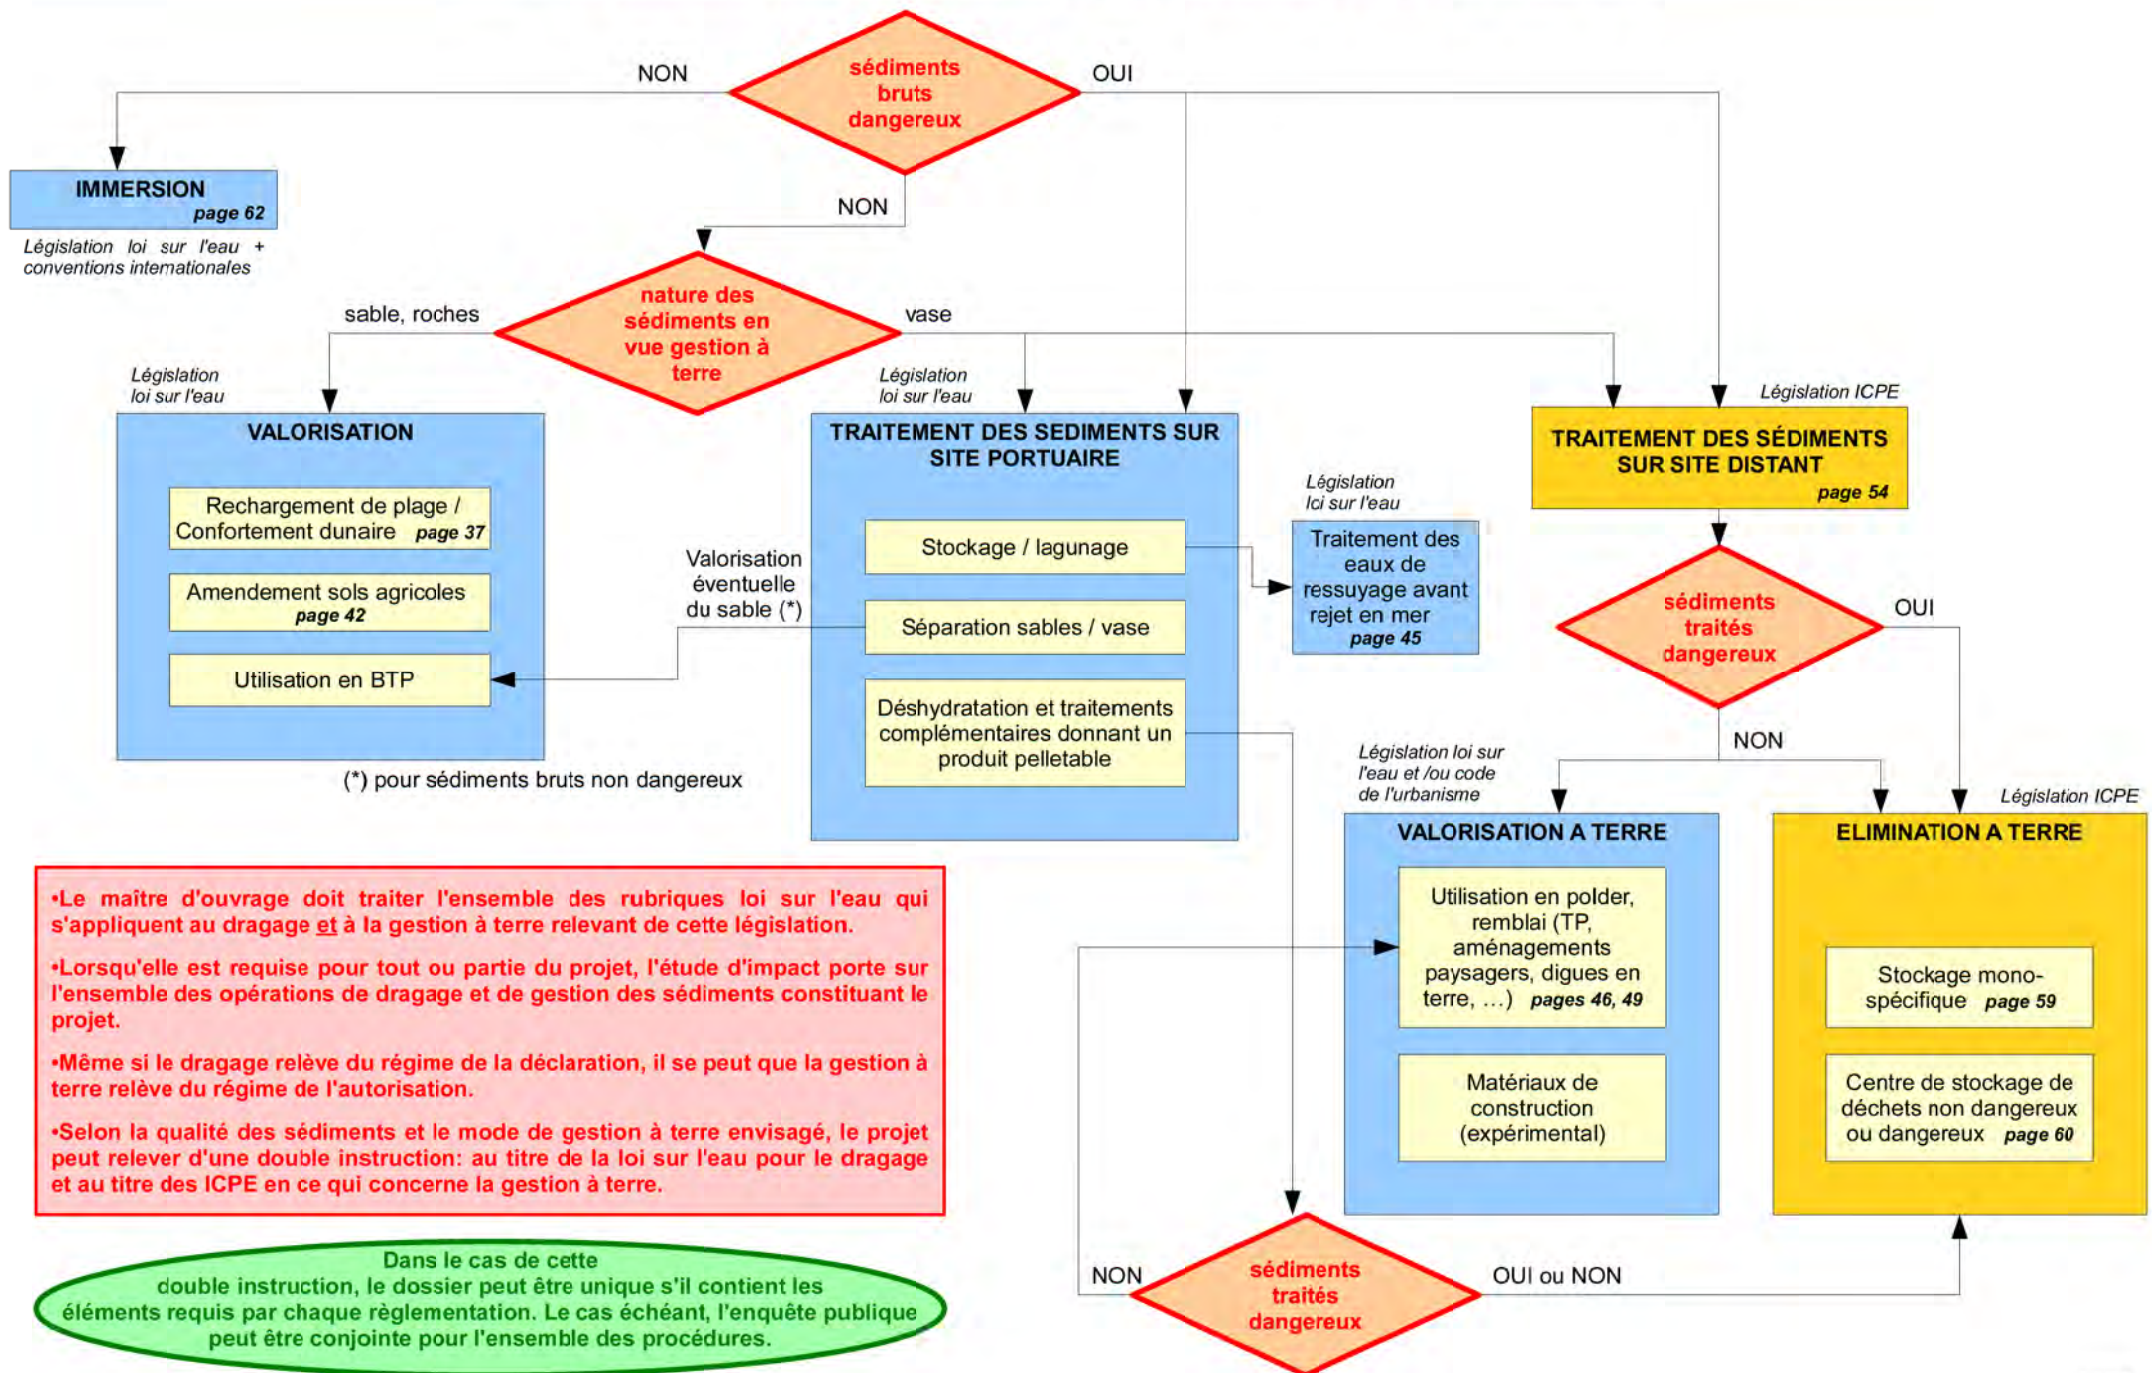 sédiments
bruts
dangereux
NON
OUI
IMMERSION
page 62
Législation loi sur l'eau +
conventions internationales
NON
nature des
sédiments en
vue gestion à
terre
sable, roches
vase
Législation
loi sur l'eau
VALORISATION
Rechargement de plage /
Confortement dunaire page 37
Amendement sols agricoles
page 42
Utilisation en BTP
(*) pour sédiments bruts non dangereux
Valorisation
éventuelle
du sable (*)
Législation
loi sur l'eau
TRAITEMENT DES SEDIMENTS SUR
SITE PORTUAIRE
Stockage / lagunage
Séparation sables / vase
Déshydratation et traitements
complémentaires donnant un
produit pelletable
Législation
loi sur l'eau
Traitement des
eaux de
ressuyage avant
rejet en mer
page 45
Législation ICPE
TRAITEMENT DES SÉDIMENTS
SUR SITE DISTANT
page 54
sédiments
traités
dangereux
OUI
NON
Législation loi sur
l'eau et /ou code
de l'urbanisme
VALORISATION A TERRE
Utilisation en polder,
remblai (TP,
aménagements
paysagers, digues en
terre, …) pages 46, 49
Matériaux de
construction
(expérimental)
Législation ICPE
ELIMINATION A TERRE
Stockage mono-
spécifique page 59
Centre de stockage de
déchets non dangereux
ou dangereux page 60
sédiments
traités
dangereux
NON
OUI ou NON
•Le maître d'ouvrage doit traiter l'ensemble des rubriques loi sur l'eau qui
s'appliquent au dragage et à la gestion à terre relevant de cette législation.
•Lorsqu'elle est requise pour tout ou partie du projet, l'étude d'impact porte sur
l'ensemble des opérations de dragage et de gestion des sédiments constituant le
projet.
•Même si le dragage relève du régime de la déclaration, il se peut que la gestion à
terre relève du régime de l'autorisation.
•Selon la qualité des sédiments et le mode de gestion à terre envisagé, le projet
peut relever d'une double instruction: au titre de la loi sur l'eau pour le dragage
et au titre des ICPE en ce qui concerne la gestion à terre.
Dans le cas de cette
double instruction, le dossier peut être unique s'il contient les
éléments requis par chaque règlementation. Le cas échéant, l'enquête publique
peut être conjointe pour l'ensemble des procédures.